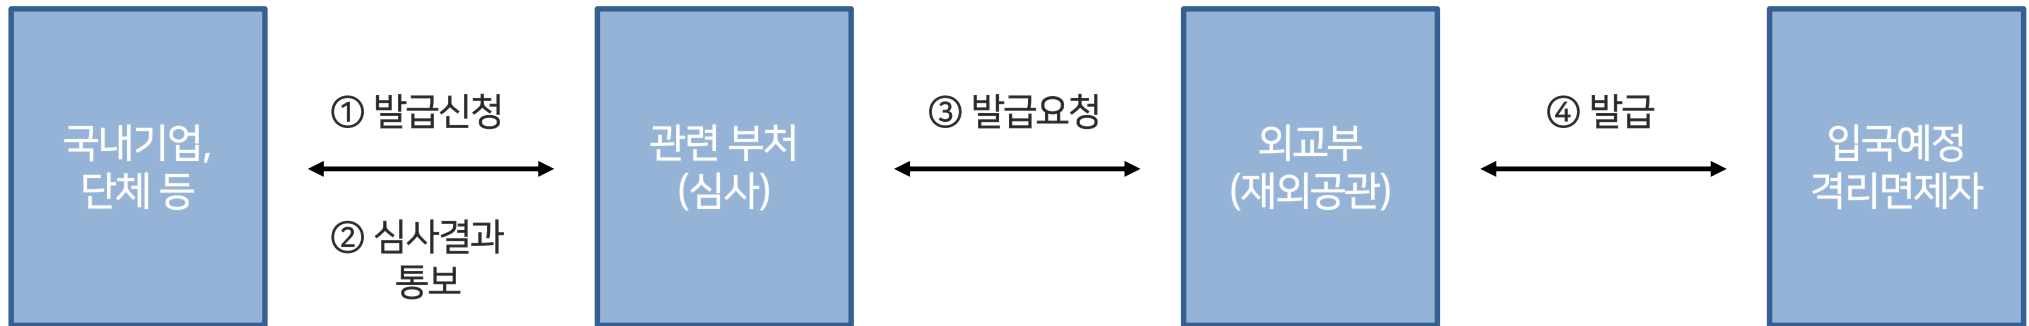 국내기업,
단체 등
① 발급신청
② 심사결과
통보
관련 부처
(심사)
③ 발급요청
외교부
(재외공관)
④ 발급
입국예정
격리면제자